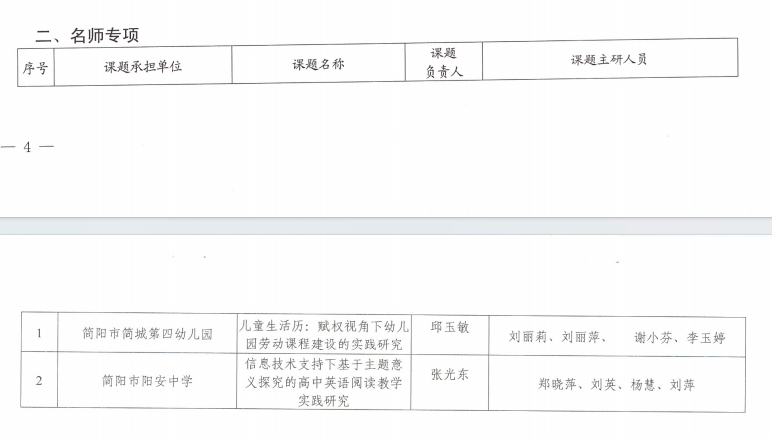 二、名师专项
序号 课题承担单位 课题名称 课题
负责人 课题主研人员
— 4 —
1 简阳市简城第四幼儿园 儿童生活历：赋权视角下幼儿
园劳动课程建设的实践研究 邱玉敏 刘丽莉、刘丽萍、 谢小芬、李玉婷
2 简阳市阳安中学 信息技术支持下基于主题意
义探究的高中英语阅读教学
实践研究 张光东 郑晓萍、刘英、杨慧、刘萍